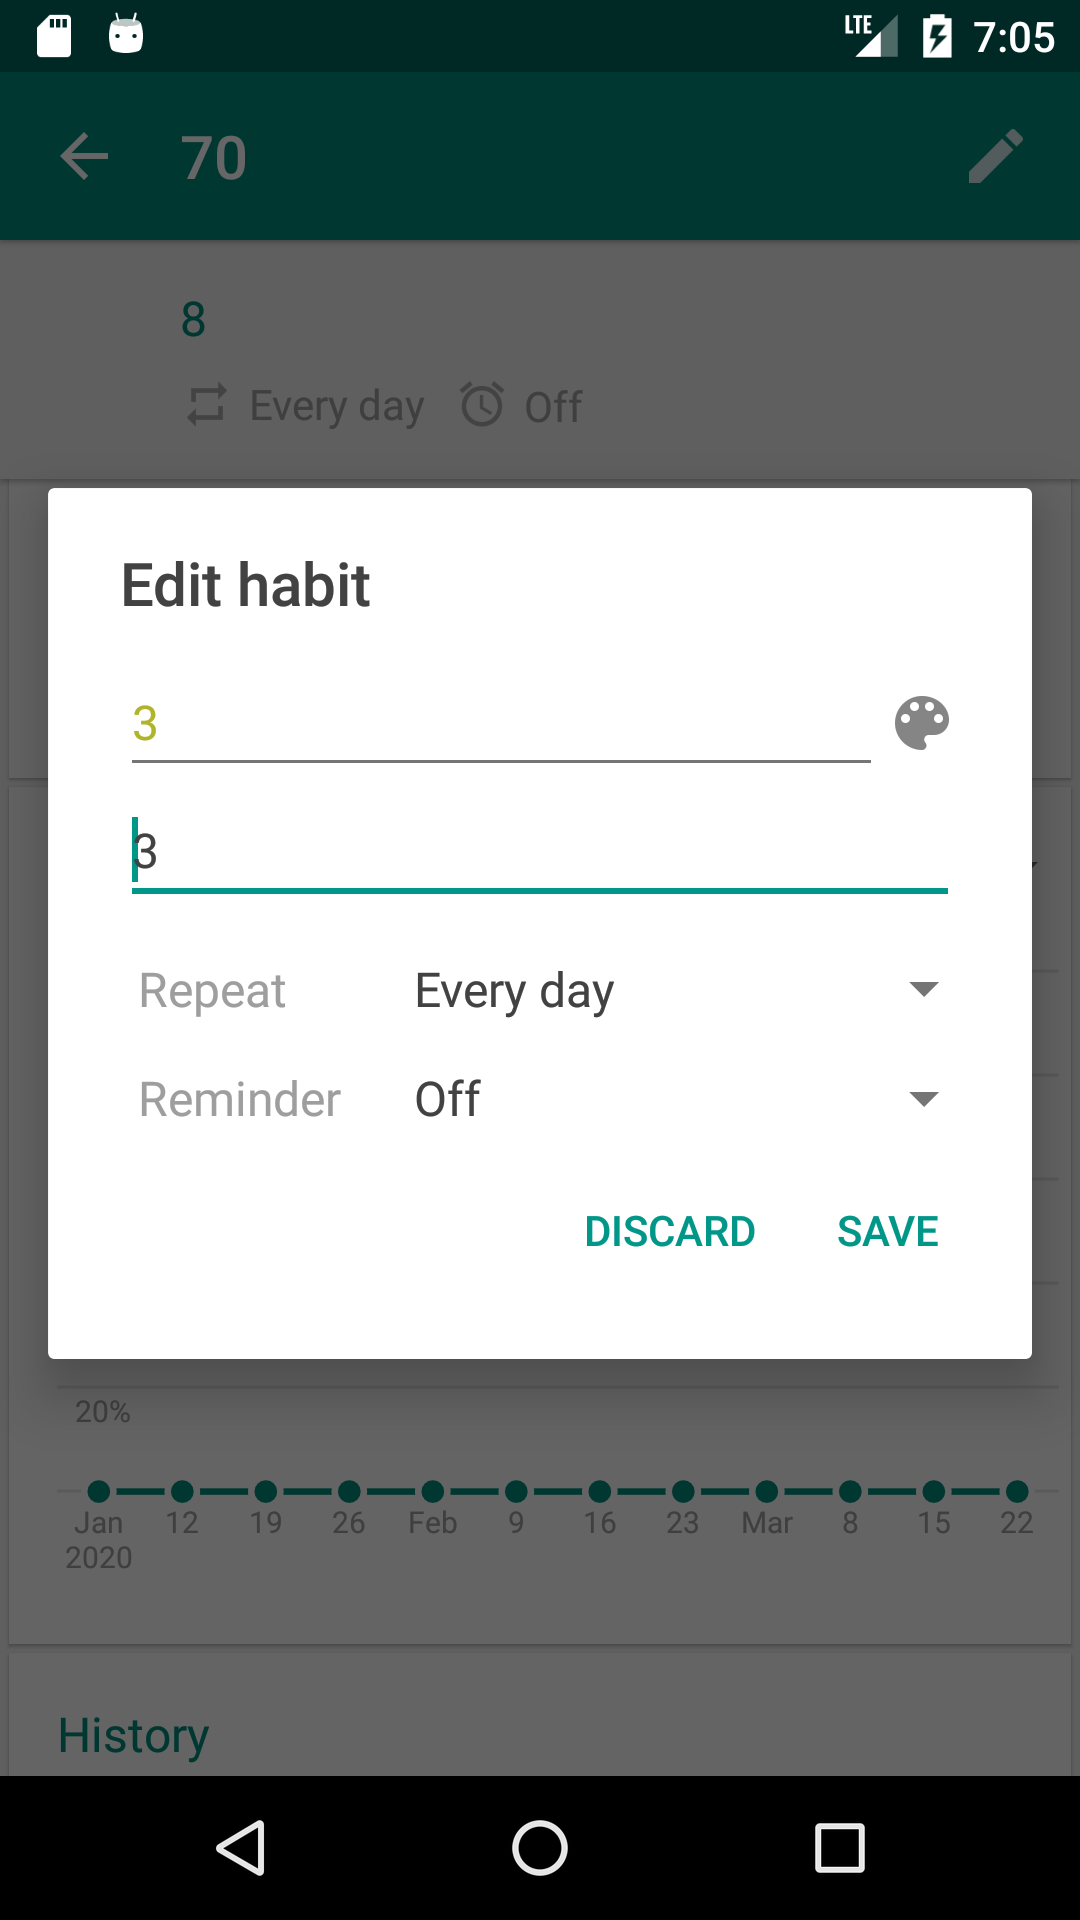 LTE 7:05
70
8
Every day Off
Edit habit
3
3
Repeat Every day
Reminder Off
DISCARD SAVE
20%
Jan 12 19 26 Feb 9 16 23 Mar 8 15 22
2020
History